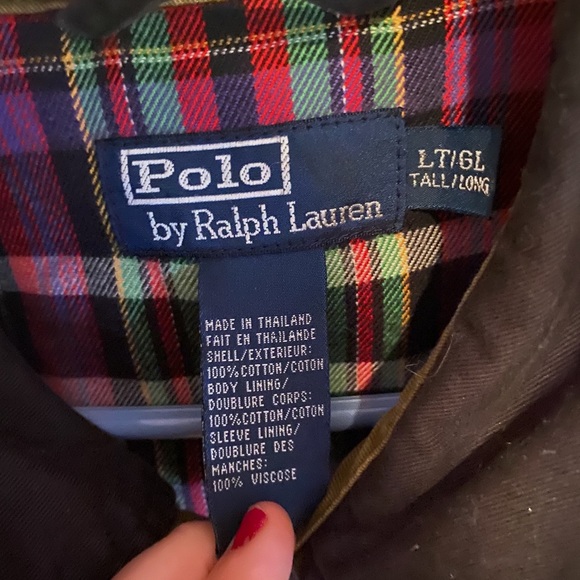 Polo
by Ralph Lauren
LT/GL
TALL/LONG
MADE IN THAILAND
FAIT EN THAILANDE
SHELL/EXTERIEUR:
100% COTTON/COTON
BODY LINING/
DOUBLURE CORPS:
100% COTTON/COTON
SLEEVE LINING/
DOUBLURE DES
MANCHES:
100% VISCOSE